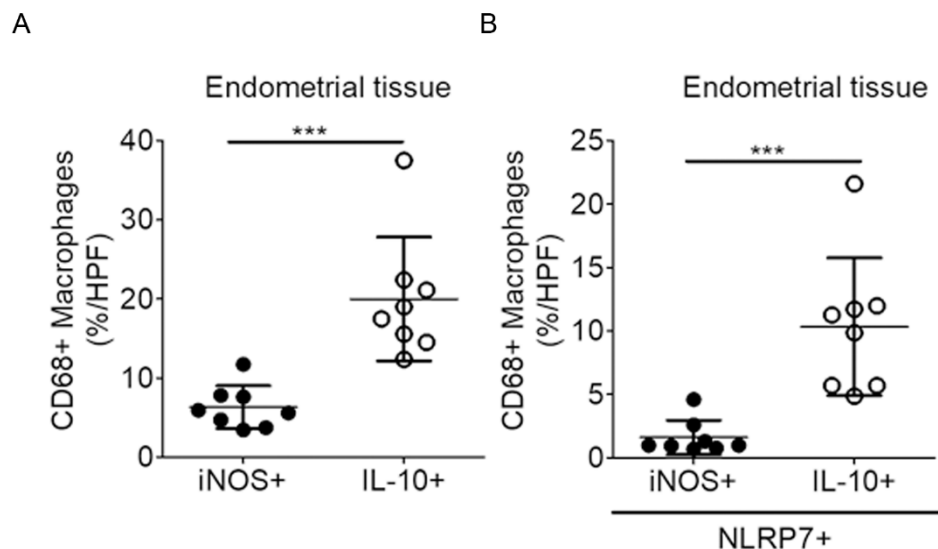 A
Endometrial tissue
***
CD68+ Macrophages
(%/HPF)
40
30
20
10
0
iNOS+ IL-10+
B
Endometrial tissue
***
CD68+ Macrophages
(%/HPF)
25
20
15
10
5
0
iNOS+ IL-10+
NLRP7+